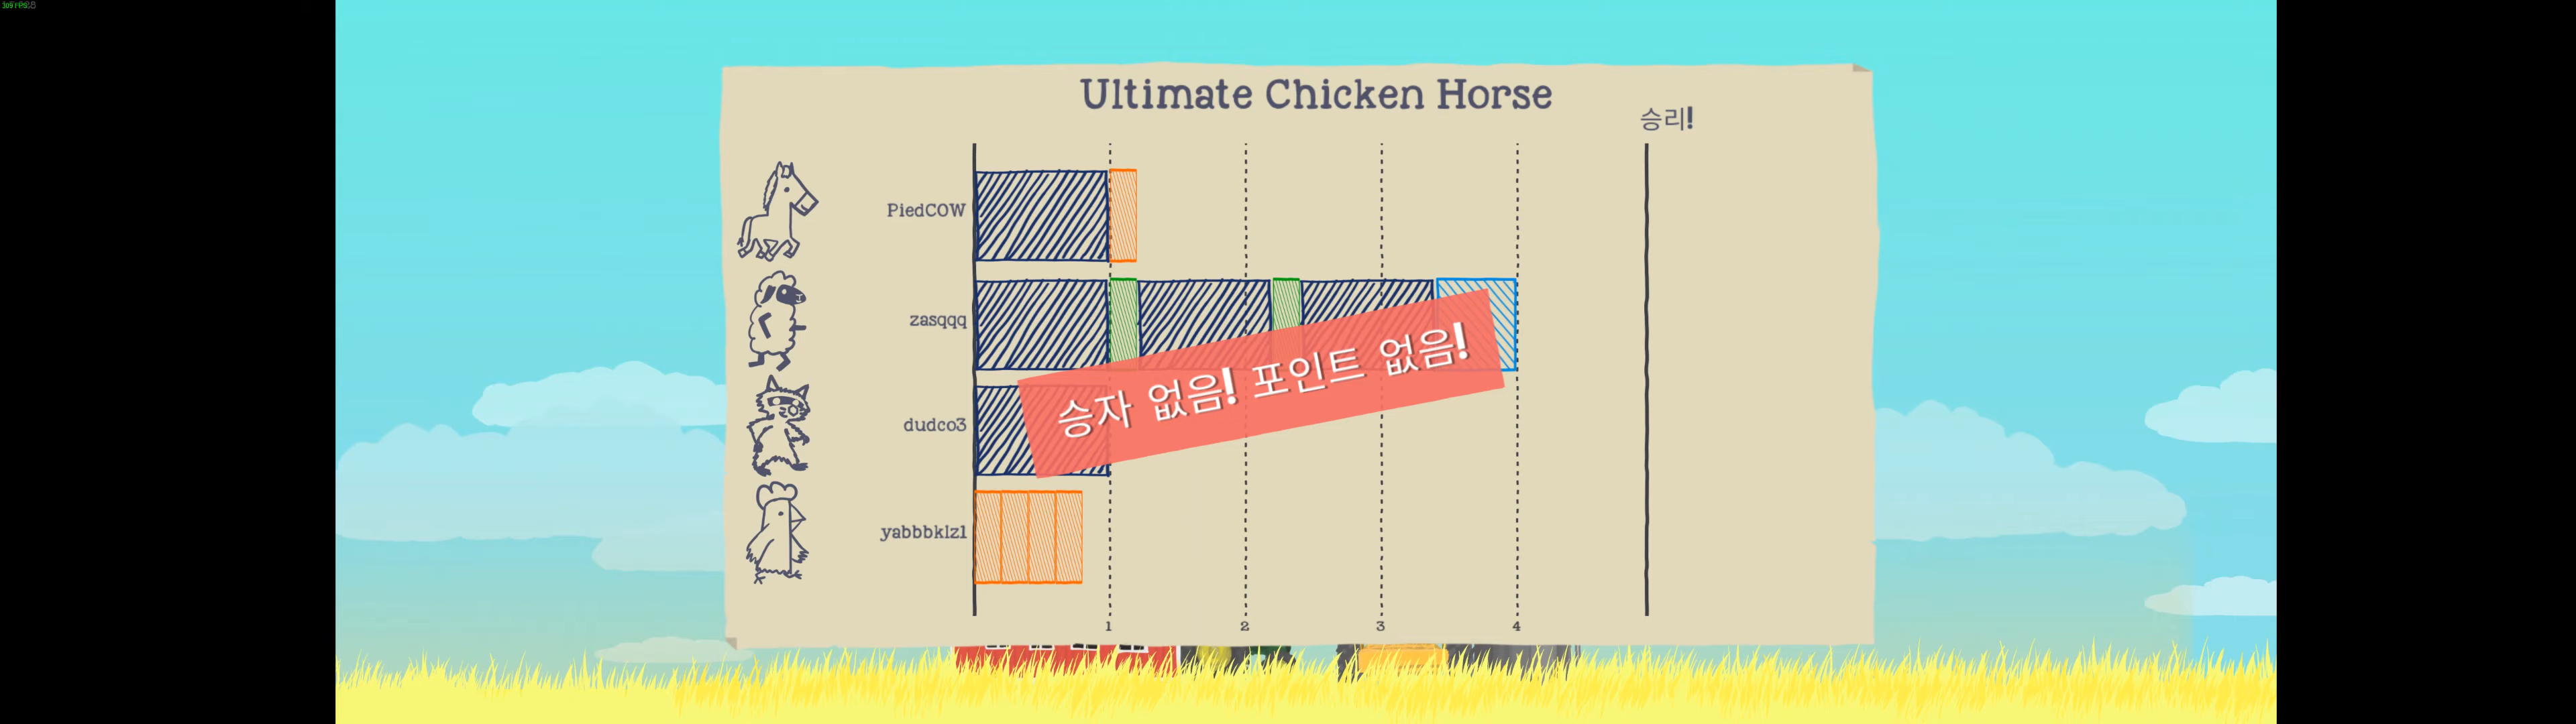 Ultimate Chicken Horse
승리!
PiedCOW
zasqqq
승자 없음! 포인트 없음!
dudco3
yabbbklzl
1 2 3 4